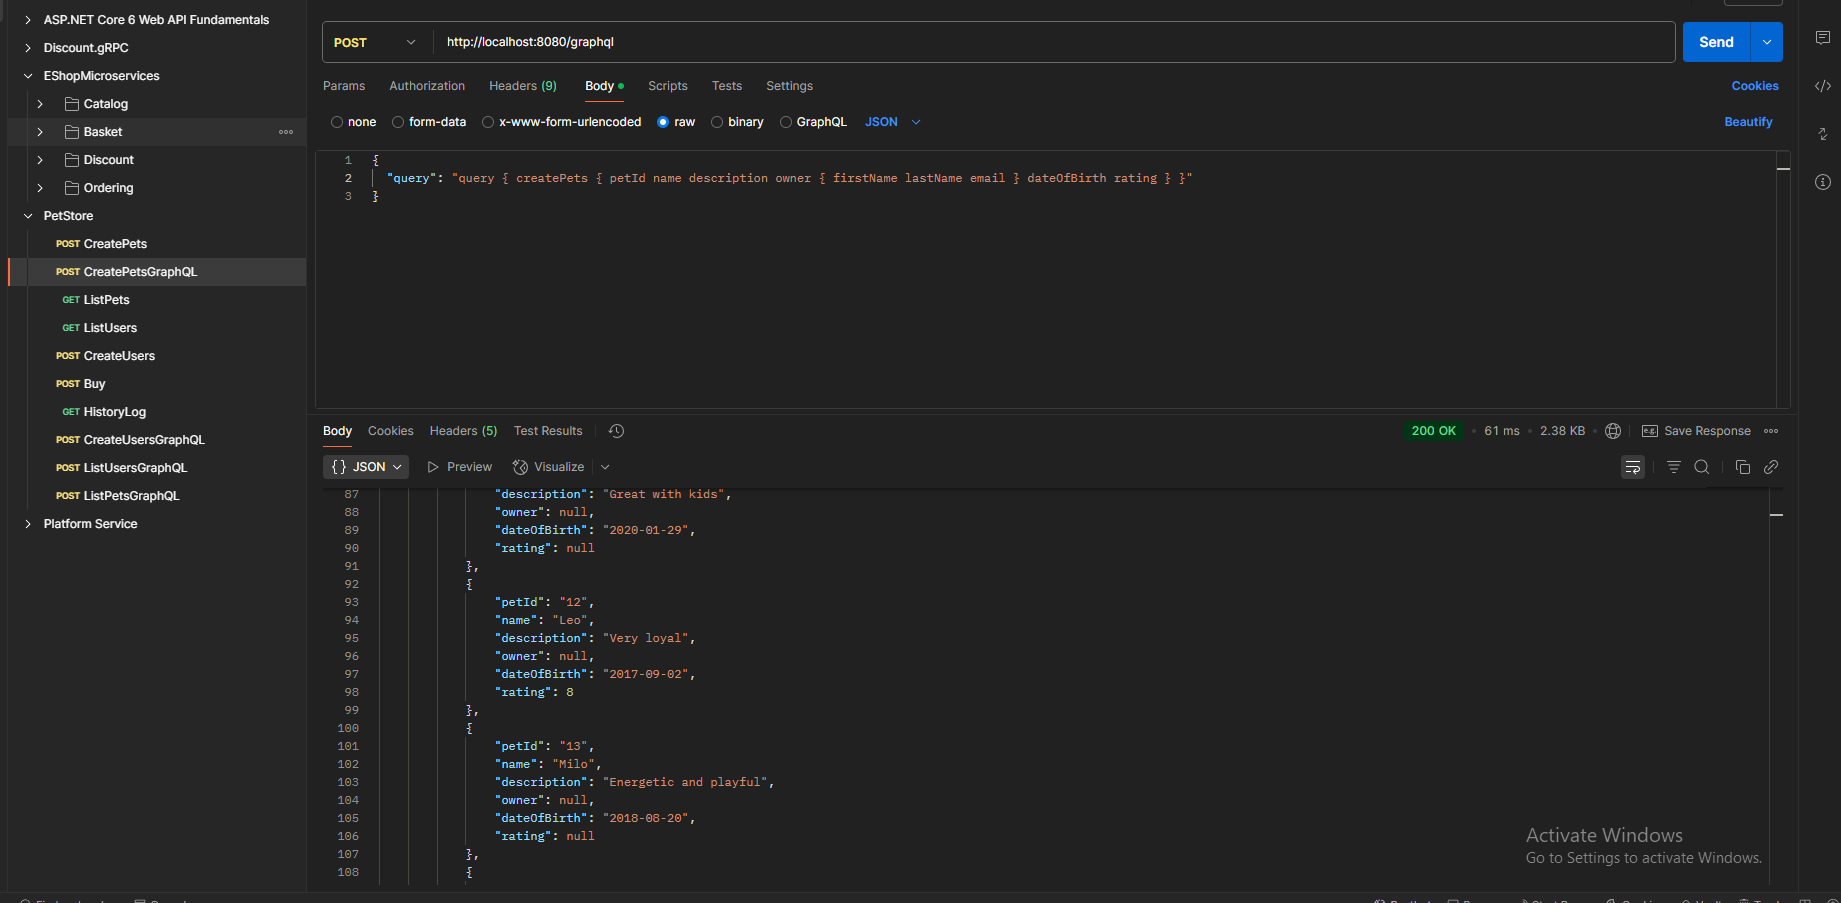 ASP.NET Core 6 Web API Fundamentals
Discount.gRPC
EShopMicroservices
Catalog
Basket
Discount
Ordering
PetStore
POST CreatePets
POST CreatePetsGraphQL
GET ListPets
GET ListUsers
POST CreateUsers
POST Buy
GET HistoryLog
POST CreateUsersGraphQL
POST ListUsersGraphQL
POST ListPetsGraphQL
Platform Service
POST http://localhost:8080/graphql Send
Params Authorization Headers (9) Body Scripts Tests Settings Cookies
none form-data x-www-form-urlencoded raw binary GraphQL JSON Beautify
1 {
2 "query": "query { createPets { petId name description owner { firstName lastName email } dateOfBirth rating } }"
3 }
Body Cookies Headers (5) Test Results 200 OK • 61 ms • 2.38 KB e.g. Save Response
{} JSON Preview Visualize
87 "description": "Great with kids",
88 "owner": null,
89 "dateOfBirth": "2020-01-29",
90 "rating": null
91 },
92 {
93 "petId": "12",
94 "name": "Leo",
95 "description": "Very loyal",
96 "owner": null,
97 "dateOfBirth": "2017-09-02",
98 "rating": 8
99 },
100 {
101 "petId": "13",
102 "name": "Milo",
103 "description": "Energetic and playful",
104 "owner": null,
105 "dateOfBirth": "2018-08-20",
106 "rating": null
107 },
108 {
Activate Windows
Go to Settings to activate Windows.